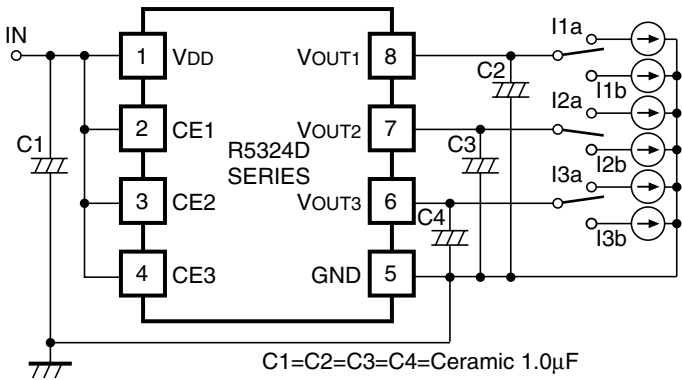 IN
I1a
1
VDD
VOUT1
8
C2
I1b
I2a
C1
2
CE1
VOUT2
7
C3
R5324D
SERIES
I2b
I3a
3
CE2
VOUT3
6
C4
I3b
4
CE3
GND
5
C1=C2=C3=C4=Ceramic 1.0μF